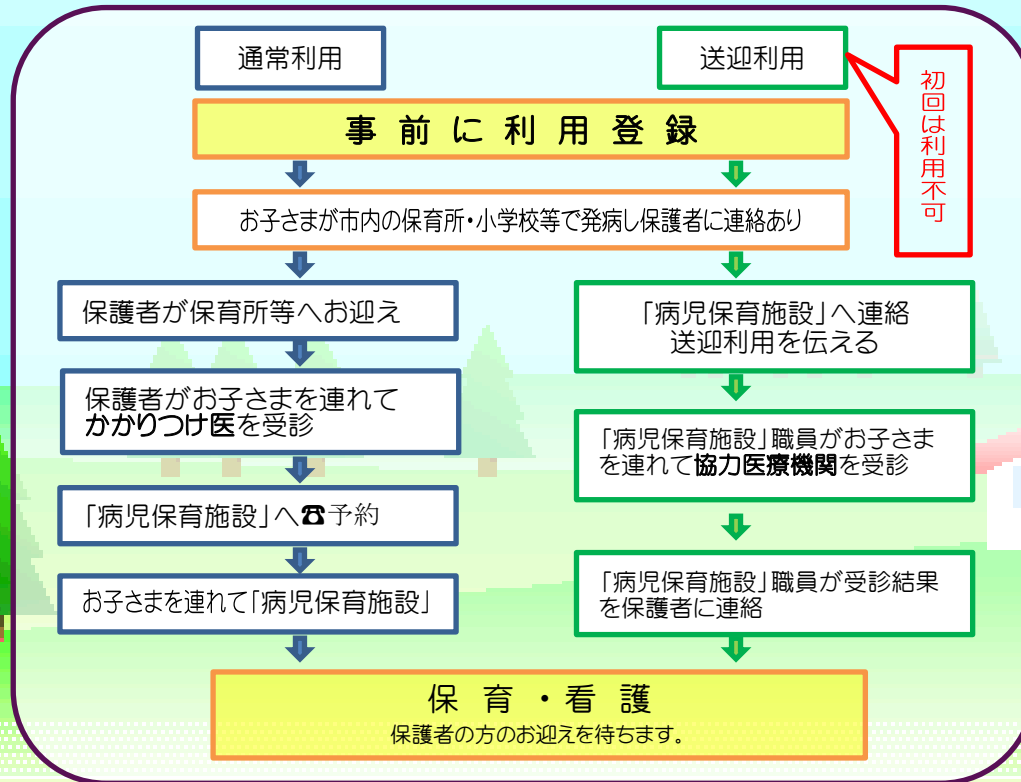 通常利用
送迎利用
初回は利用不可
事前に利用登録
お子さまが市内の保育所・小学校等で発病し保護者に連絡あり
保護者が保育所等へお迎え
保護者がお子さまを連れて
かかりつけ医を受診
「病児保育施設」へ☎予約
お子さまを連れて「病児保育施設」
「病児保育施設」へ連絡
送迎利用を伝える
「病児保育施設」職員がお子さま
を連れて協力医療機関を受診
「病児保育施設」職員が受診結果
を保護者に連絡
保育・看護
保護者の方のお迎えを待ちます。